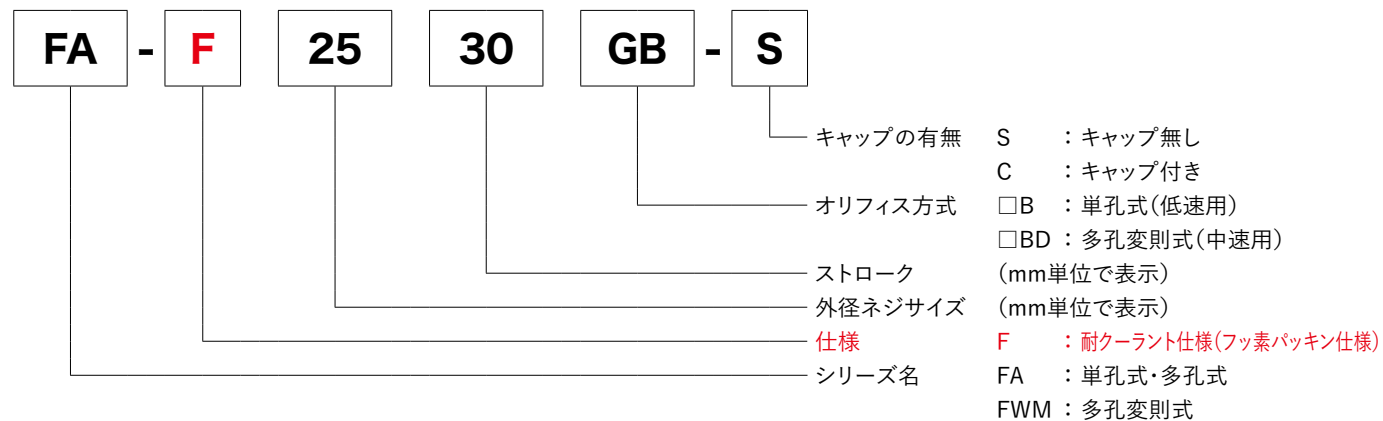 FA - F 25 30 GB - S
キャップの有無 S ：キャップ無し
C ：キャップ付き
オリフィス方式 □B ：単孔式(低速用)
□BD ：多孔変則式(中速用)
ストローク (mm単位で表示)
外径ネジサイズ (mm単位で表示)
仕様 F ：耐クーラント仕様(フッ素パッキン仕様)
シリーズ名 FA ：単孔式・多孔式
FWM ：多孔変則式